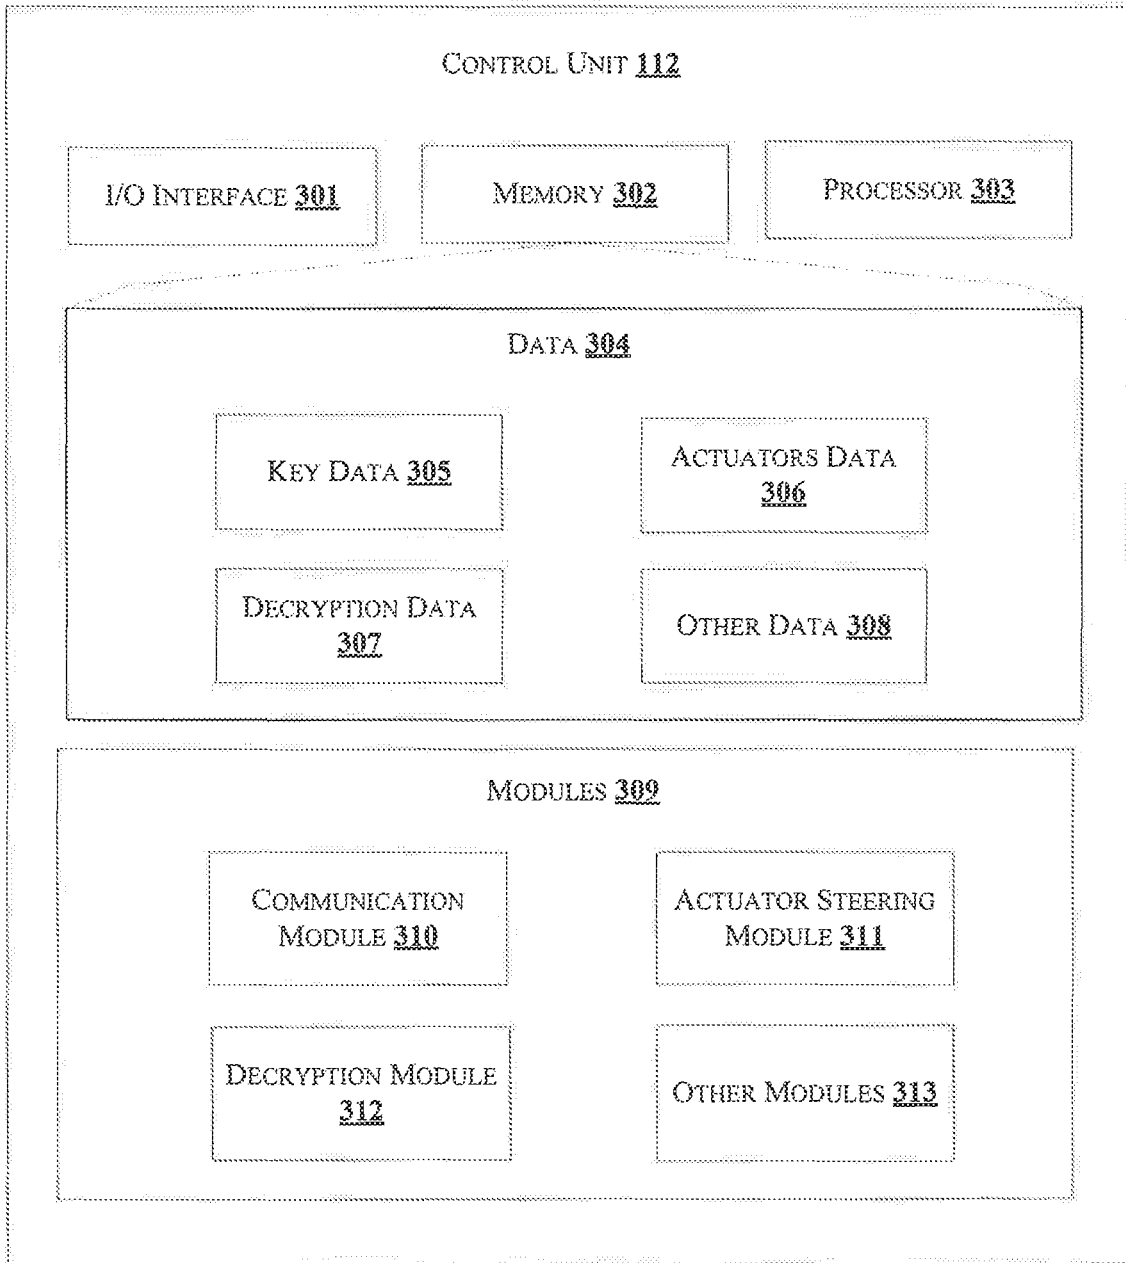 CONTROL UNIT 112
I/O INTERFACE 301
MEMORY 302
PROCESSOR 303
DATA 304
KEY DATA 305
ACTUATORS DATA
306
DECRYPTION DATA
307
OTHER DATA 308
MODULES 309
COMMUNICATION
MODULE 310
ACTUATOR STEERING
MODULE 311
DECRYPTION MODULE
312
OTHER MODULES 313